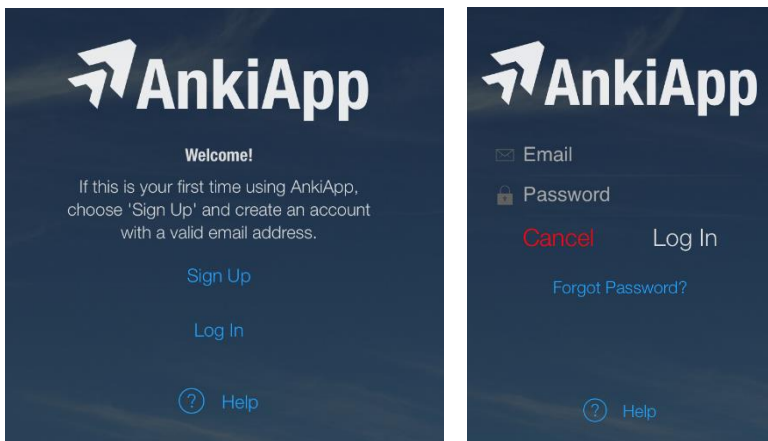 AnkiApp
Welcome!
If this is your first time using AnkiApp,
choose 'Sign Up' and create an account
with a valid email address.
Sign Up
Log In
? Help
AnkiApp
Email
Password
Cancel Log In
Forgot Password?
? Help